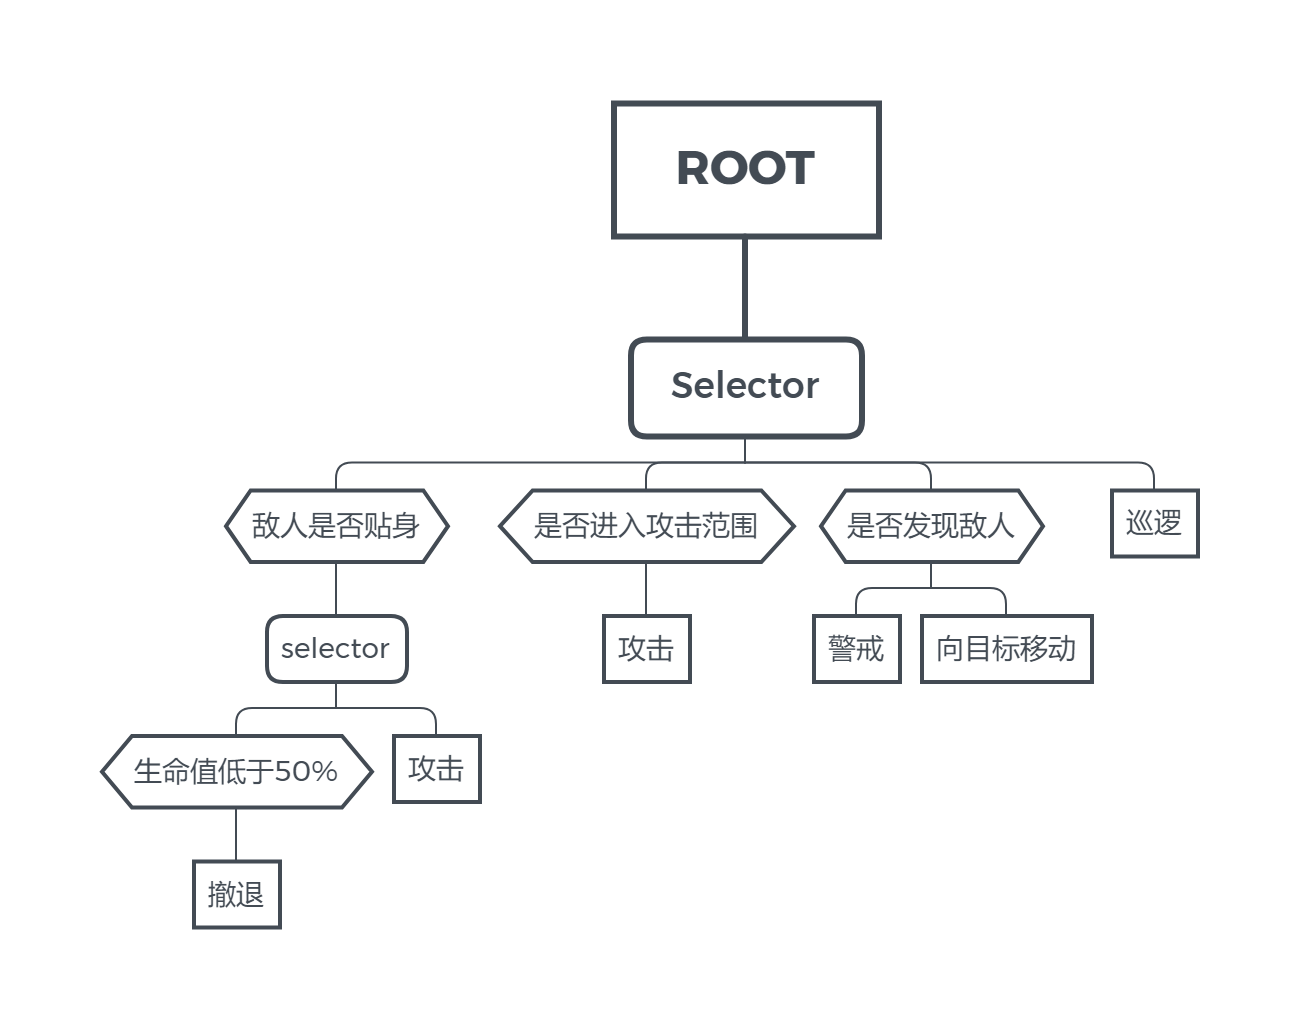 ROOT
Selector
敌人是否贴身
是否进入攻击范围
是否发现敌人
巡逻
selector
攻击
警戒
向目标移动
生命值低于50%
攻击
撤退